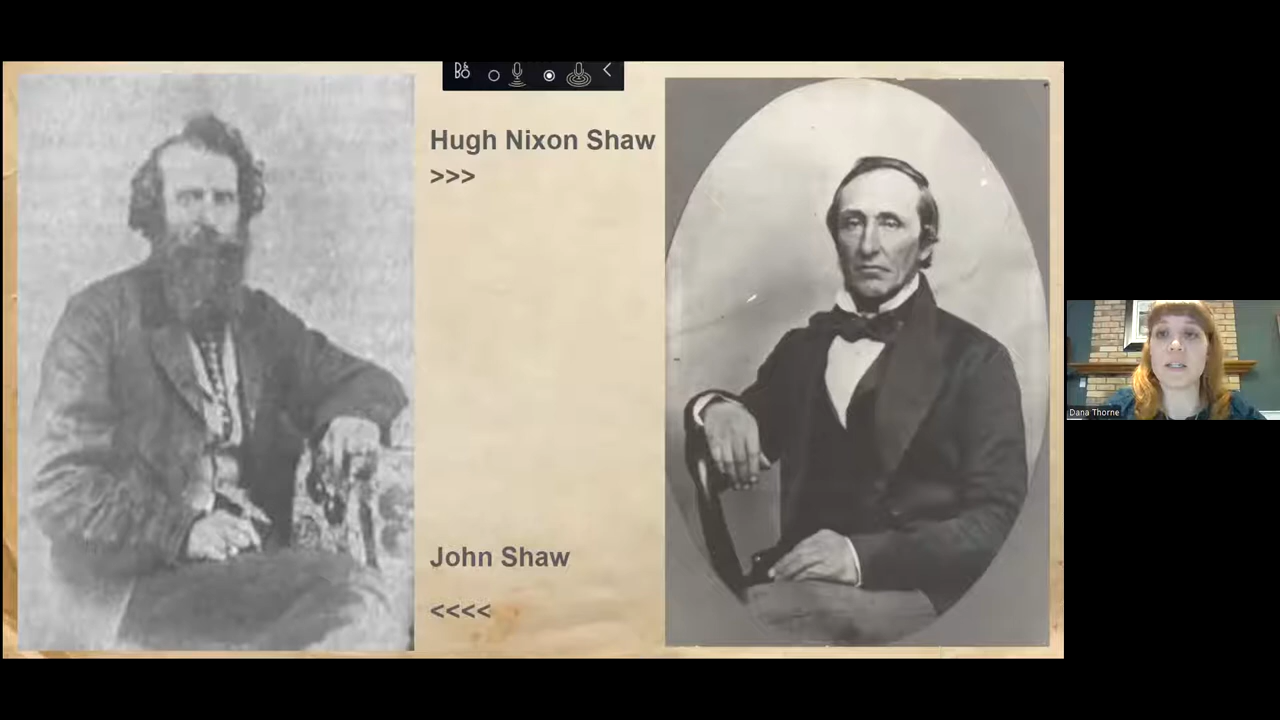 B&O
Hugh Nixon Shaw
>>>
John Shaw
<<<<
Dana Thorne